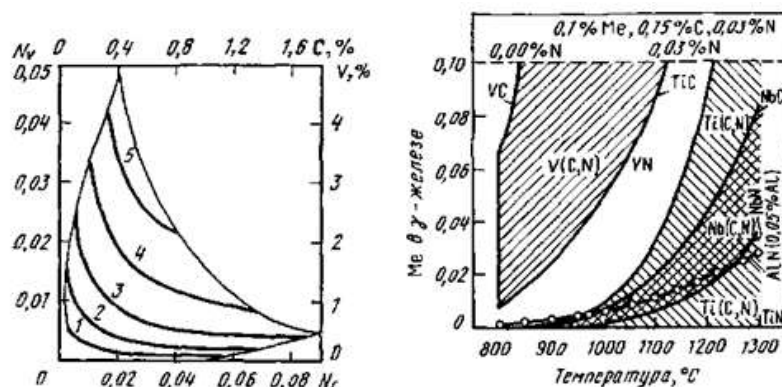 N_V 0 0,4 0,8 1,6 C, %
0,05 V, %
0,04 4
0,03 3
0,02 2
0,01 1
0
0 0,02 0,04 0,06 0,08 N_c
1 2 3 4 5
0,1 % Me, 0,15 % C, 0,03 % N
0,00 % N 0,03 % N
0,10
0,08
0,06
0,04
0,02
0
Me в γ-железе
VC
TiC
V(C,N)
VN
Ti(C,N)
NbC
NbN
Nb(C,N)
AlN (0,05% Al)
Ti(C,N)
TiN
800 900 1000 1100 1200 1300
Температура, °C